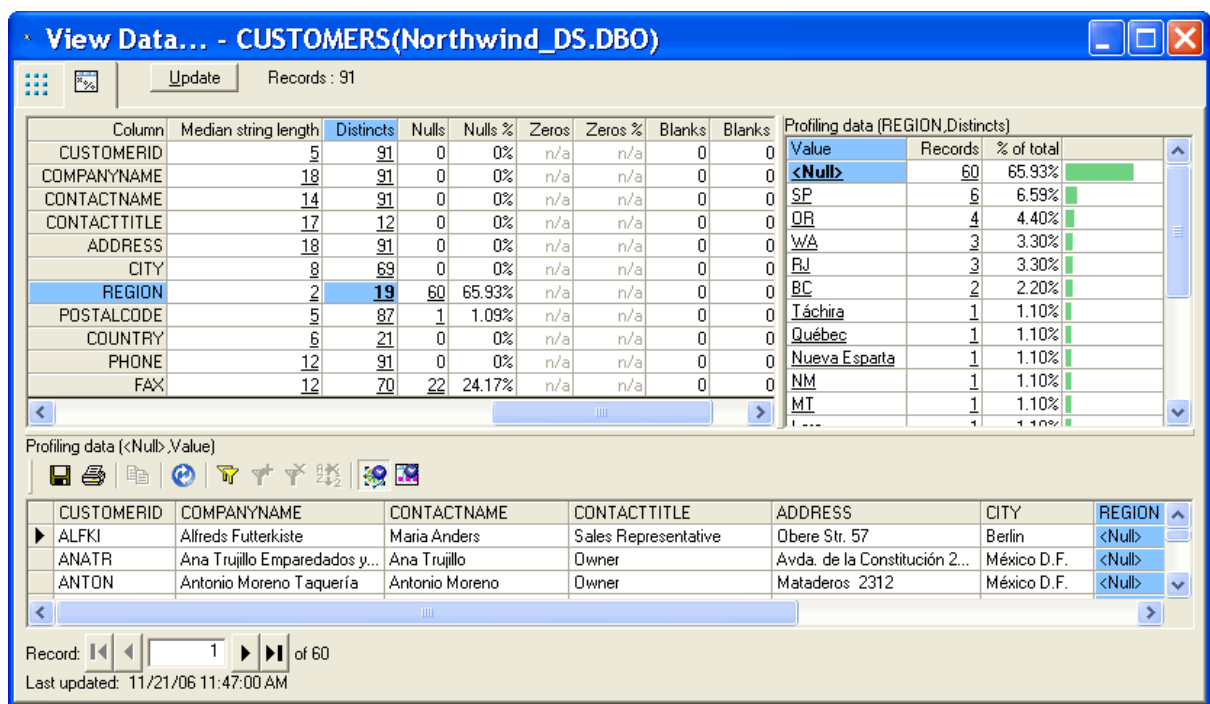 View Data... - CUSTOMERS(Northwind_DS.DBO)
Update Records : 91
Column Median string length Distincts Nulls Nulls % Zeros Zeros % Blanks Blanks
CUSTOMERID 5 91 0 0% n/a n/a 0 0
COMPANYNAME 18 91 0 0% n/a n/a 0 0
CONTACTNAME 14 91 0 0% n/a n/a 0 0
CONTACTTITLE 17 12 0 0% n/a n/a 0 0
ADDRESS 18 91 0 0% n/a n/a 0 0
CITY 8 69 0 0% n/a n/a 0 0
REGION 2 19 60 65.93% n/a n/a 0 0
POSTALCODE 5 87 1 1.09% n/a n/a 0 0
COUNTRY 6 21 0 0% n/a n/a 0 0
PHONE 12 91 0 0% n/a n/a 0 0
FAX 12 70 22 24.17% n/a n/a 0 0
Profiling data (REGION,Distincts)
Value Records % of total
<Null> 60 65.93%
SP 6 6.59%
OR 4 4.40%
WA 3 3.30%
RJ 3 3.30%
BC 2 2.20%
Táchira 1 1.10%
Québec 1 1.10%
Nueva Esparta 1 1.10%
NM 1 1.10%
MT 1 1.10%
1 1.10%
Profiling data (<Null>,Value)
CUSTOMERID COMPANYNAME CONTACTNAME CONTACTTITLE ADDRESS CITY REGION
ALFKI Alfreds Futterkiste Maria Anders Sales Representative Obere Str. 57 Berlin <Null>
ANATR Ana Trujillo Emparedados y... Ana Trujillo Owner Avda. de la Constitución 2... México D.F. <Null>
ANTON Antonio Moreno Taquería Antonio Moreno Owner Mataderos 2312 México D.F. <Null>
Record: 1 of 60
Last updated: 11/21/06 11:47:00 AM